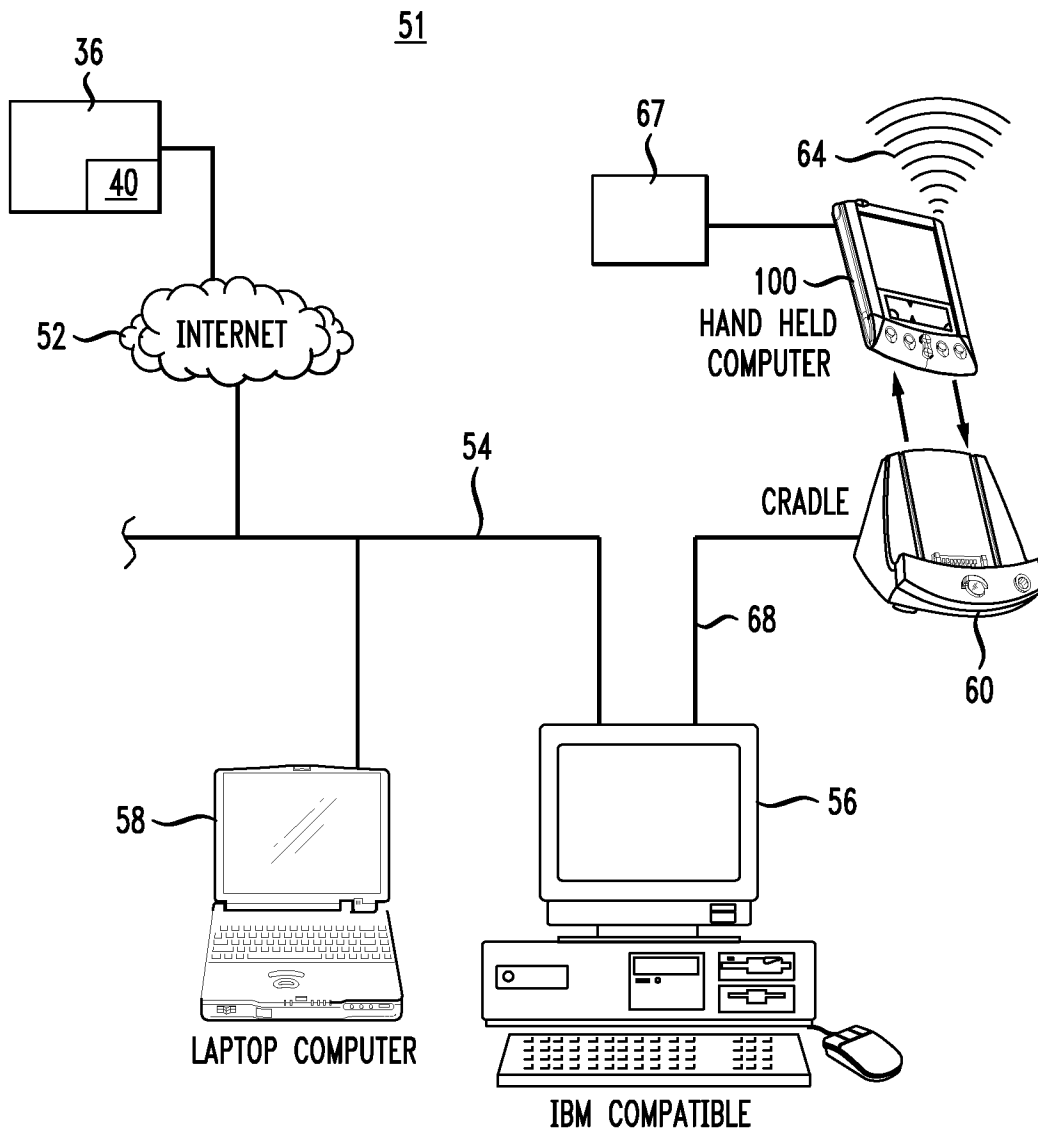 51
36
40
67
64
100
HAND HELD
COMPUTER
52
INTERNET
54
CRADLE
68
60
58
56
LAPTOP COMPUTER
IBM COMPATIBLE